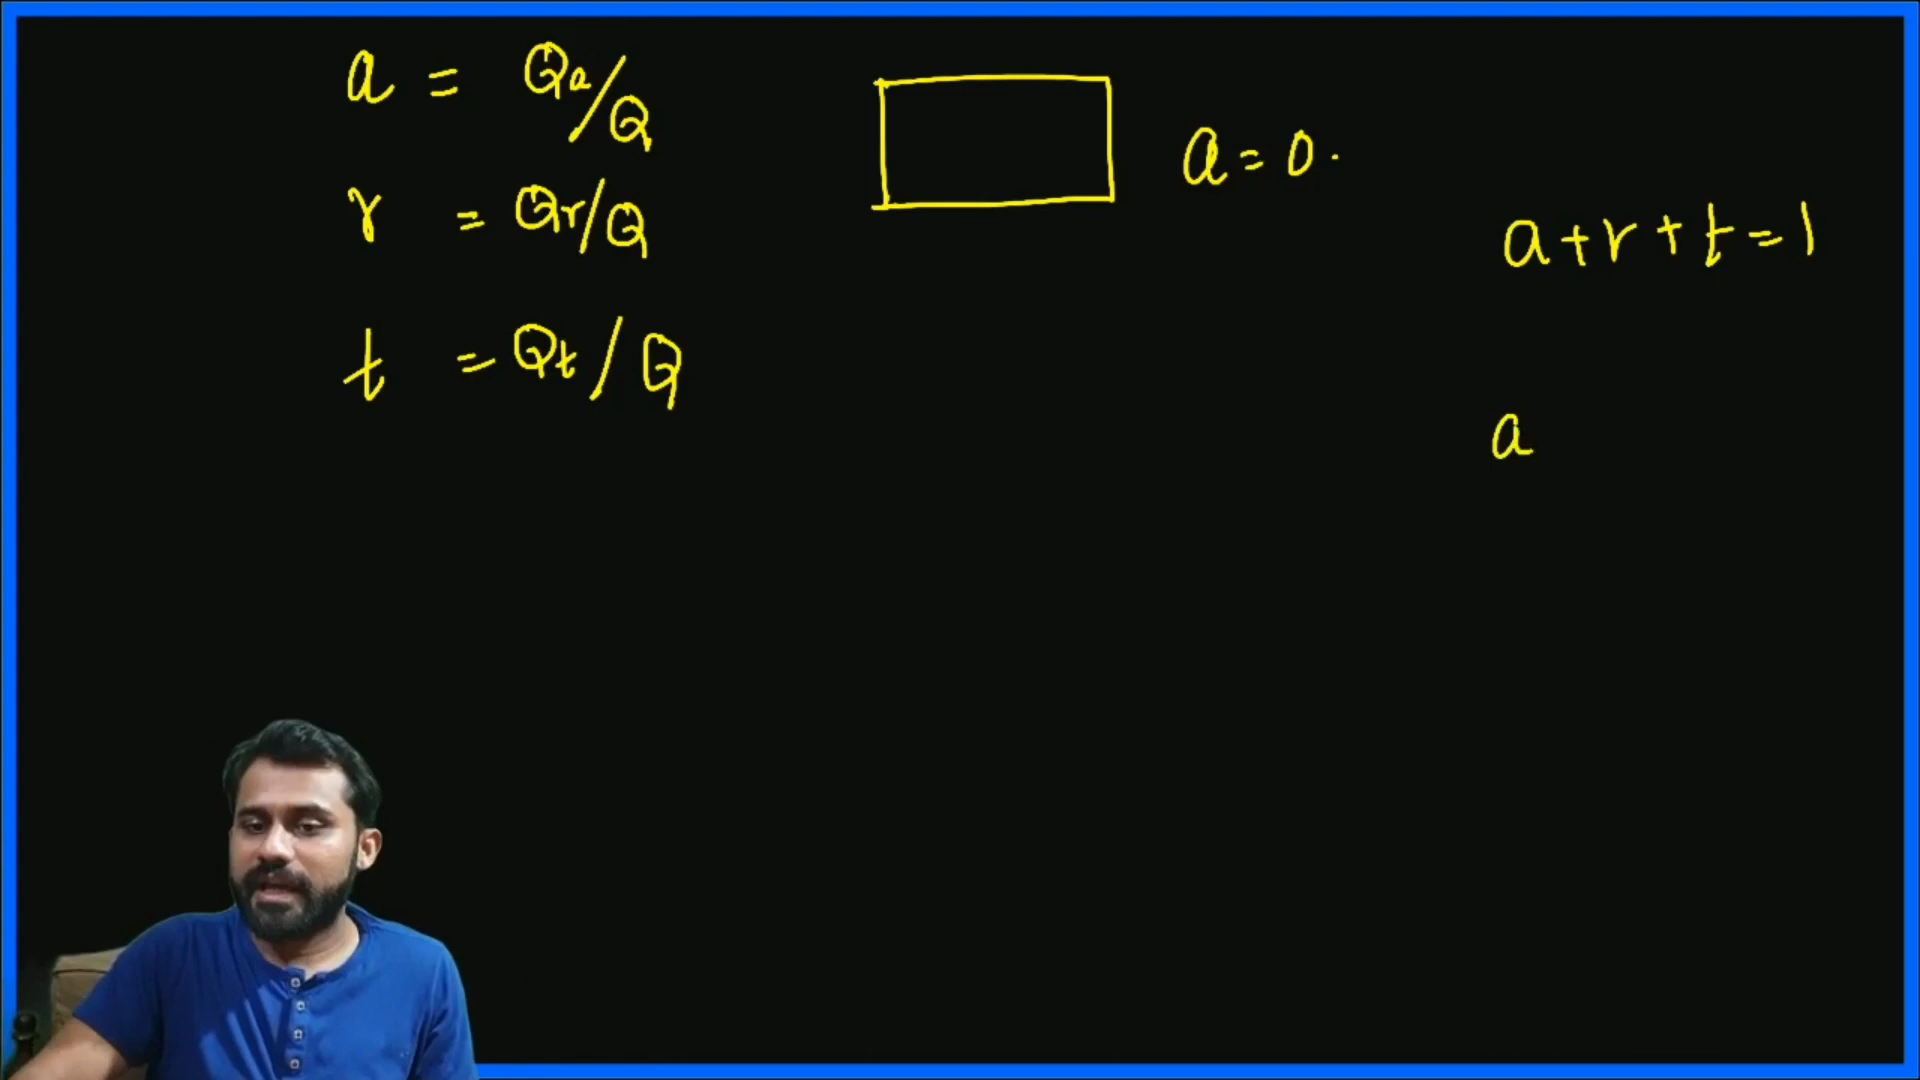 a = Qa/Q
r = Qr/Q
t = Qt/Q
a = 0.
a + r + t = 1
a